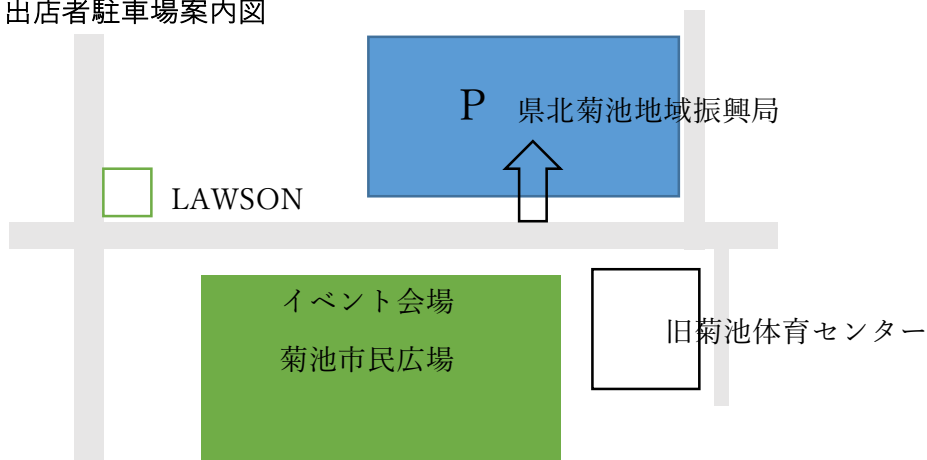 出店者駐車場案内図
P 県北菊池地域振興局
LAWSON
イベント会場
菊池市民広場
旧菊池体育センター